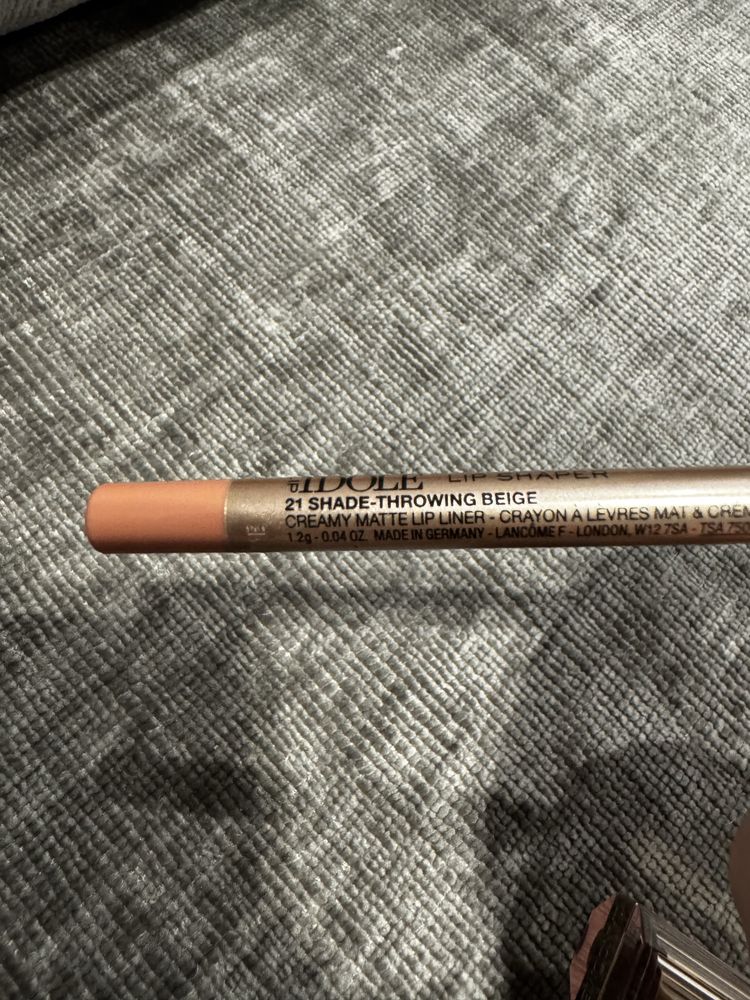 IDÔLE LIP SHAPER
21 SHADE-THROWING BEIGE
CREAMY MATTE LIP LINER - CRAYON À LÈVRES MAT &
1.2g - 0.04 OZ. MADE IN GERMANY - LANCÔME F - LONDON, W12 7SA - TSA